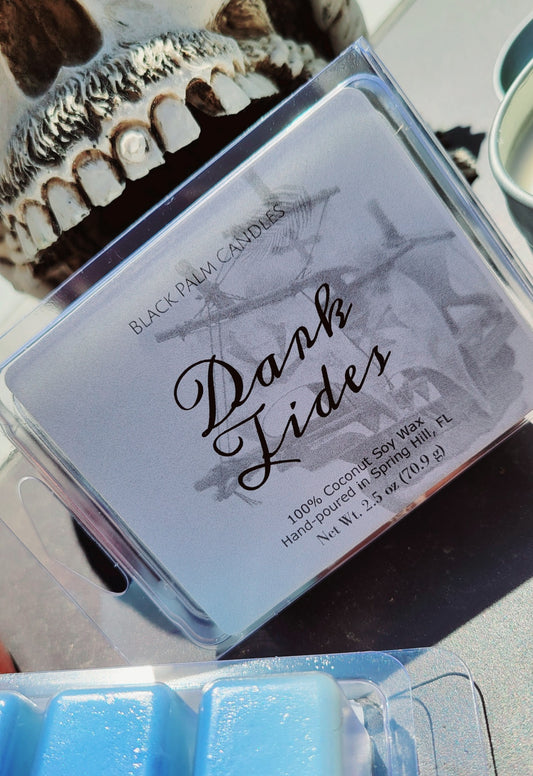 BLACK PALM CANDLES
Dark
Tides
100% Coconut Soy Wax
Hand-poured in Spring Hill, FL
Net Wt. 2.5 oz (70.9 g)